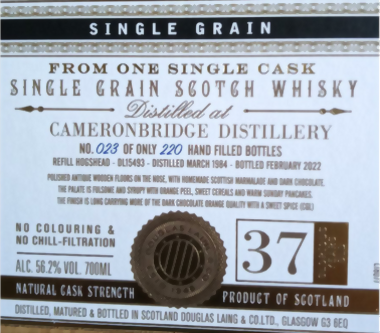 SINGLE GRAIN
FROM ONE SINGLE CASK
SINGLE GRAIN SCOTCH WHISKY
Distilled at
CAMERONBRIDGE DISTILLERY
NO. 023 OF ONLY 220 HAND FILLED BOTTLES
REFILL HOGSHEAD - DL15493 - DISTILLED MARCH 1984 - BOTTLED FEBRUARY 2022
POLISHED ANTIQUE WOODEN FLOORS ON THE NOSE, WITH HOMEMADE SCOTTISH MARMALADE AND DARK CHOCOLATE.
THE PALATE IS FULSOME AND SYRUPY WITH ORANGE PEEL, SWEET CEREALS AND WARM SUNDAY PANCAKES.
THE FINISH IS LONG CARRYING MORE OF THE DARK CHOCOLATE ORANGE QUALITY WITH A SWEET SPICE
NO COLOURING &
NO CHILL-FILTRATION
ALC. 56.2% VOL. 700ML
37
DOUGLAS LAING
NATURAL CASK STRENGTH
PRODUCT OF SCOTLAND
DISTILLED, MATURED & BOTTLED IN SCOTLAND DOUGLAS LAING & CO.LTD., GLASGOW G3 6EQ